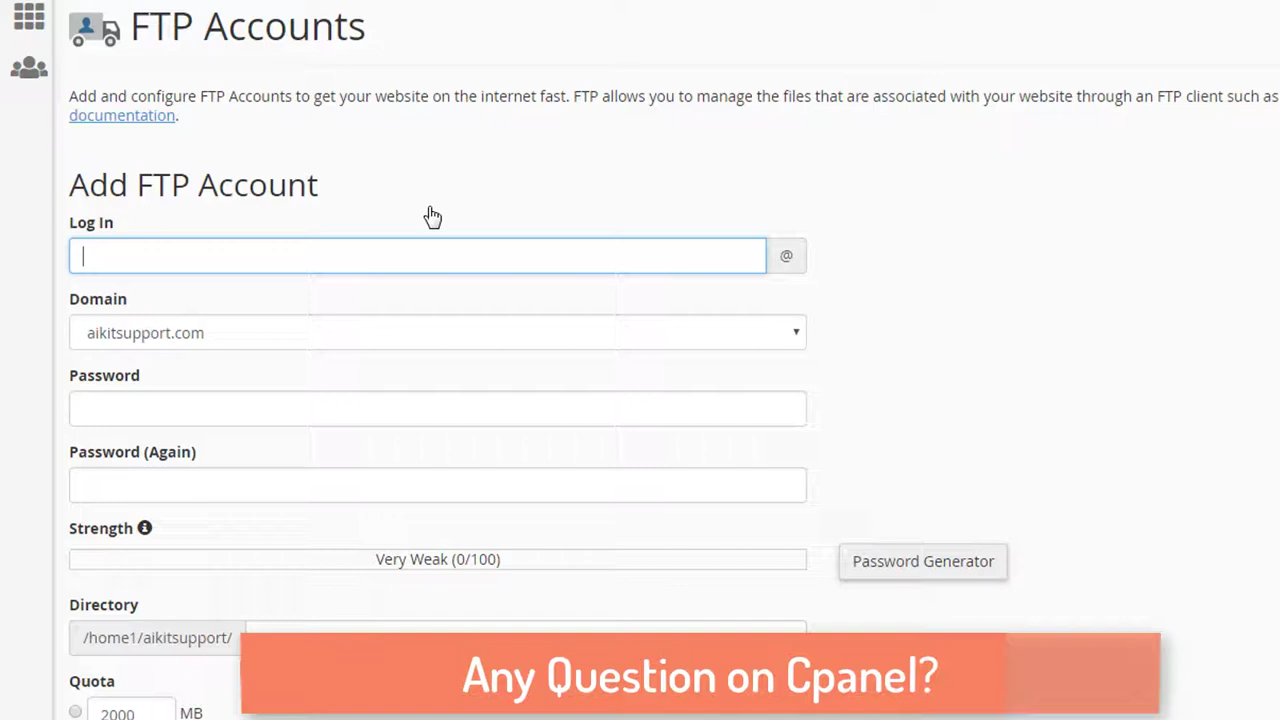 FTP Accounts
Add and configure FTP Accounts to get your website on the internet fast. FTP allows you to manage the files that are associated with your website through an FTP client such as
documentation.
Add FTP Account
Log In
@
Domain
aikitsupport.com
Password
Password (Again)
Strength
Very Weak (0/100)
Password Generator
Directory
/home1/aikitsupport/
Any Question on Cpanel?
Quota
2000 MB